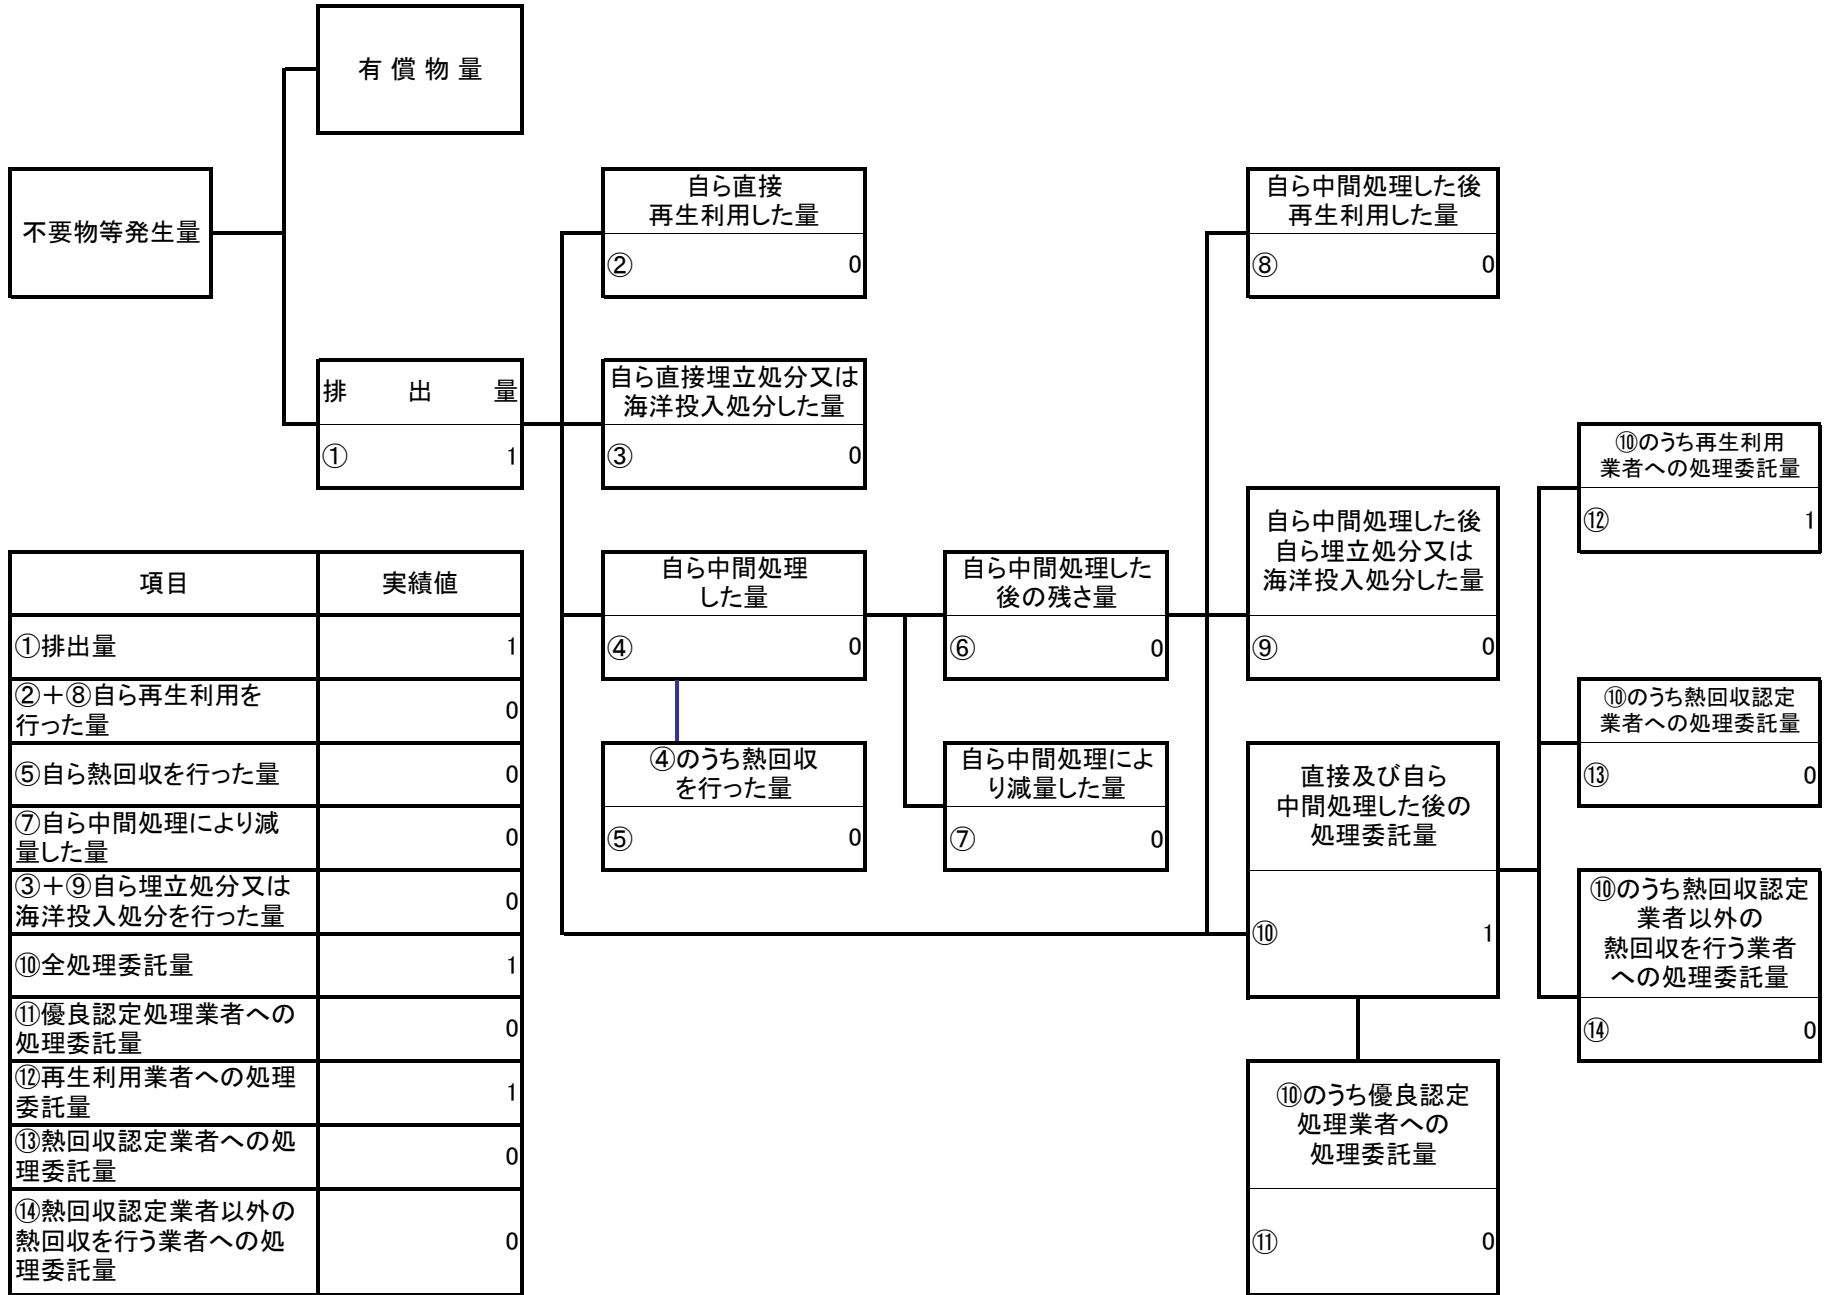 有 償 物 量
不要物等発生量
自ら直接
再生利用した量
② 0
自ら中間処理した後
再生利用した量
⑧ 0
排 出 量
① 1
自ら直接埋立処分又は
海洋投入処分した量
③ 0
⑩のうち再生利用
業者への処理委託量
⑫ 1
自ら中間処理した後
自ら埋立処分又は
海洋投入処分した量
⑨ 0
自ら中間処理
した量
④ 0
自ら中間処理した
後の残さ量
⑥ 0
⑩のうち熱回収認定
業者への処理委託量
⑬ 0
④のうち熱回収
を行った量
⑤ 0
自ら中間処理によ
り減量した量
⑦ 0
直接及び自ら
中間処理した後の
処理委託量
⑩ 1
⑩のうち熱回収認定
業者以外の
熱回収を行う業者
への処理委託量
⑭ 0
⑩のうち優良認定
処理業者への
処理委託量
⑪ 0
項目 実績値
①排出量 1
②＋⑧自ら再生利用を
行った量 0
⑤自ら熱回収を行った量 0
⑦自ら中間処理により減
量した量 0
③＋⑨自ら埋立処分又は
海洋投入処分を行った量 0
⑩全処理委託量 1
⑪優良認定処理業者への
処理委託量 0
⑫再生利用業者への処理
委託量 1
⑬熱回収認定業者への処
理委託量 0
⑭熱回収認定業者以外の
熱回収を行う業者への処
理委託量 0